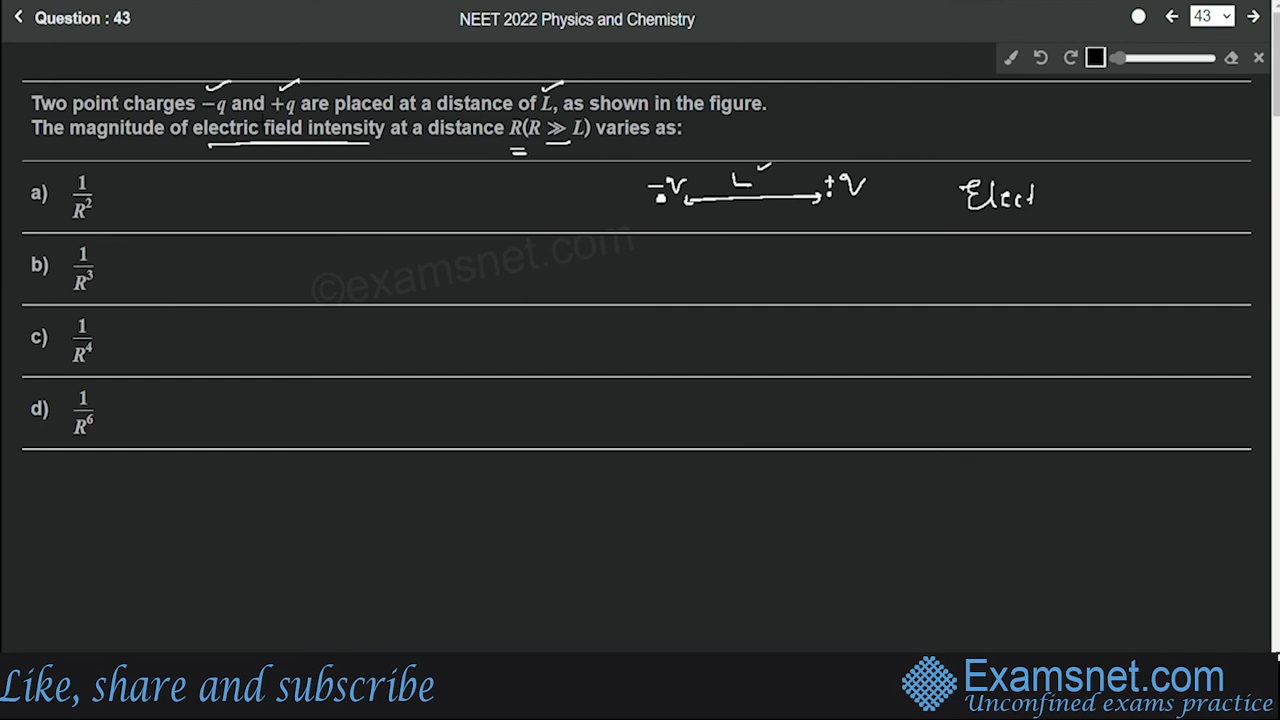 Question : 43
NEET 2022 Physics and Chemistry
43
Two point charges −q and +q are placed at a distance of L, as shown in the figure.
The magnitude of electric field intensity at a distance R(R ≫ L) varies as:
a) 1/R²
−q L +q
Elect
b) 1/R³
©examsnet.com
c) 1/R⁴
d) 1/R⁶
Like, share and subscribe
Examsnet.com
Unconfined exams practice